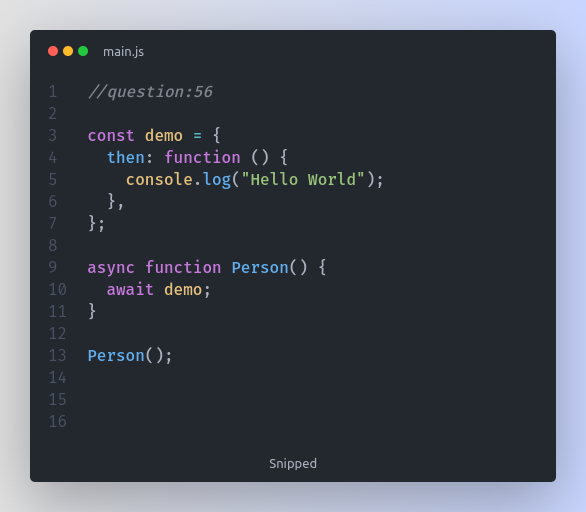 main.js
1 //question:56
2
3 const demo = {
4   then: function () {
5     console.log("Hello World");
6   },
7 };
8
9 async function Person() {
10   await demo;
11 }
12
13 Person();
14
15
16
Snipped